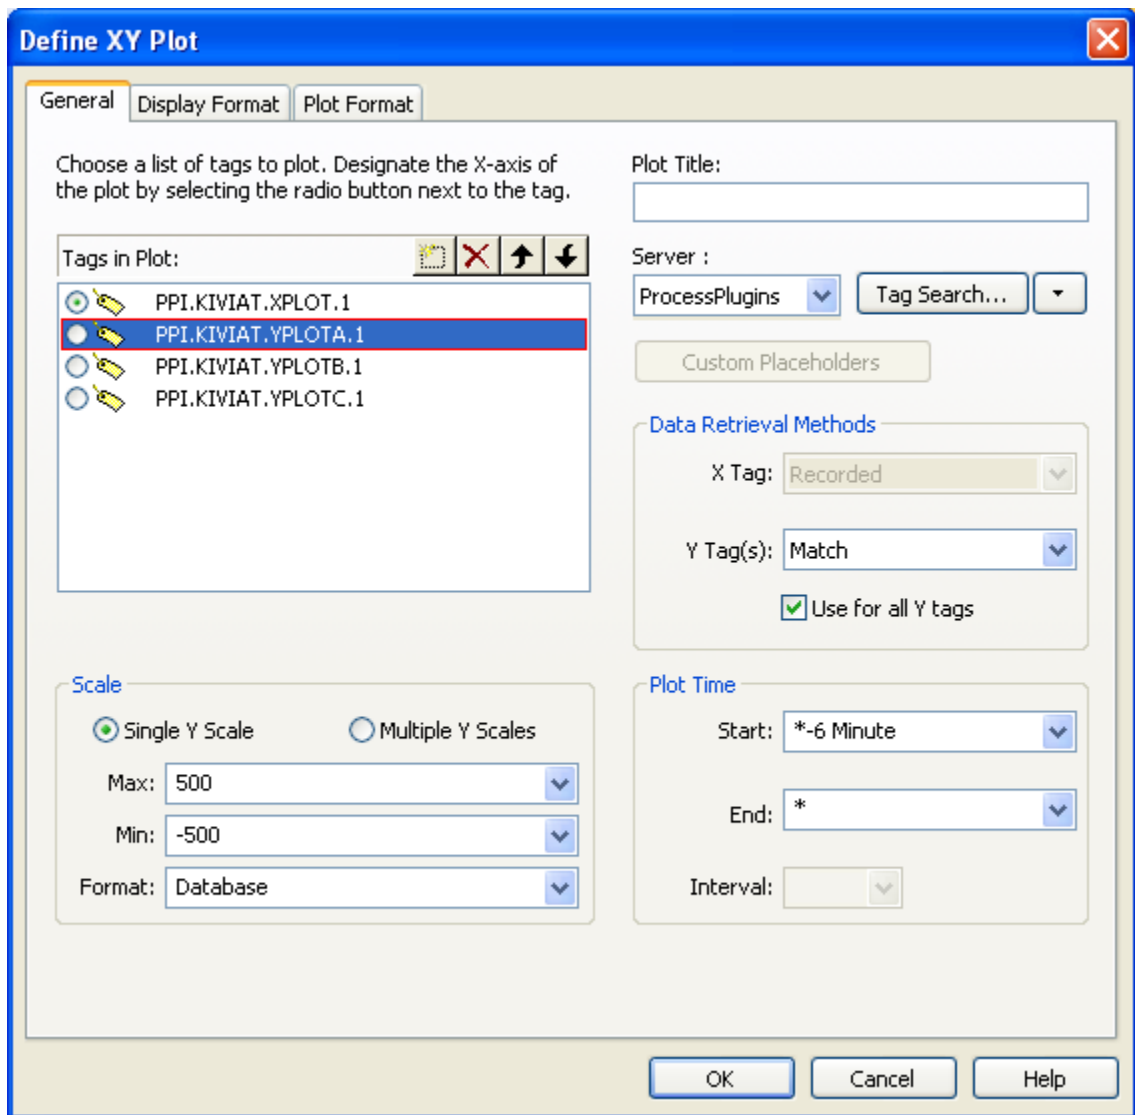 Define XY Plot
General
Display Format
Plot Format
Choose a list of tags to plot. Designate the X-axis of
the plot by selecting the radio button next to the tag.
Plot Title:
Tags in Plot:
Server :
PPI.KIVIAT.XPLOT.1
PPI.KIVIAT.YPLOTA.1
PPI.KIVIAT.YPLOTB.1
PPI.KIVIAT.YPLOTC.1
ProcessPlugins
Tag Search...
Custom Placeholders
Data Retrieval Methods
X Tag: Recorded
Y Tag(s): Match
Use for all Y tags
Scale
Single Y Scale
Multiple Y Scales
Max: 500
Min: -500
Format: Database
Plot Time
Start: *-6 Minute
End: *
Interval:
OK
Cancel
Help